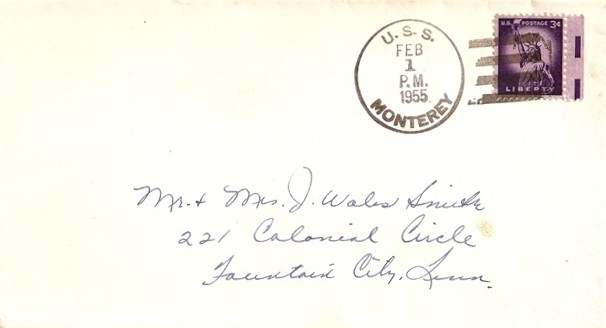 U.S.S.
FEB
1
P.M.
1955
MONTEREY
U.S. POSTAGE 3¢
LIBERTY
Mr. + Mrs. J. Wales Smith
221 Colonial Circle
Fountain City, Tenn.